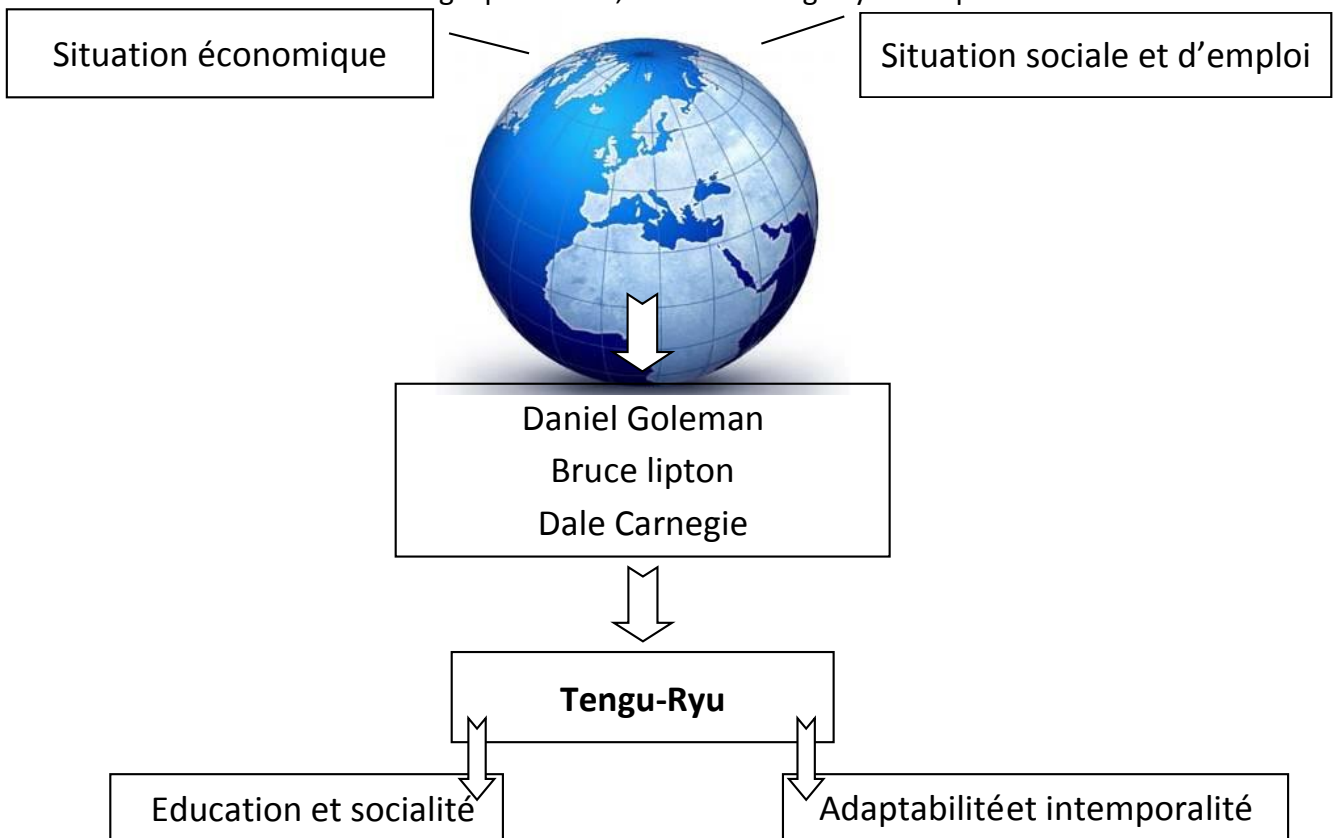 Situation économique
Situation sociale et d’emploi
Daniel Goleman
Bruce lipton
Dale Carnegie
Tengu-Ryu
Education et socialité
Adaptabilitéet intemporalité